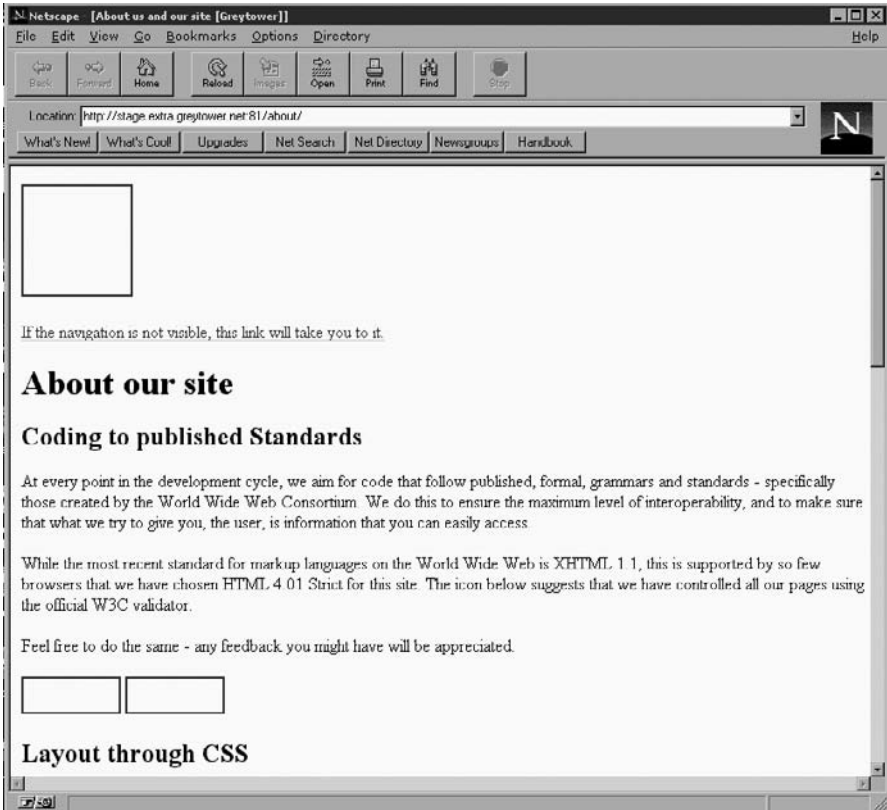 Netscape - [About us and our site [Greytower]]
File Edit View Go Bookmarks Options Directory Help
Back Forward Home Reload Images Open Print Find Stop
Location: http://stage.extra.greytower.net:81/about/
What's New! What's Cool! Upgrades Net Search Net Directory Newsgroups Handbook
N
If the navigation is not visible, this link will take you to it.
About our site
Coding to published Standards
At every point in the development cycle, we aim for code that follow published, formal, grammars and standards - specifically
those created by the World Wide Web Consortium. We do this to ensure the maximum level of interoperability, and to make sure
that what we try to give you, the user, is information that you can easily access.
While the most recent standard for markup languages on the World Wide Web is XHTML 1.1, this is supported by so few
browsers that we have chosen HTML 4.01 Strict for this site. The icon below suggests that we have controlled all our pages using
the official W3C validator.
Feel free to do the same - any feedback you might have will be appreciated.
Layout through CSS